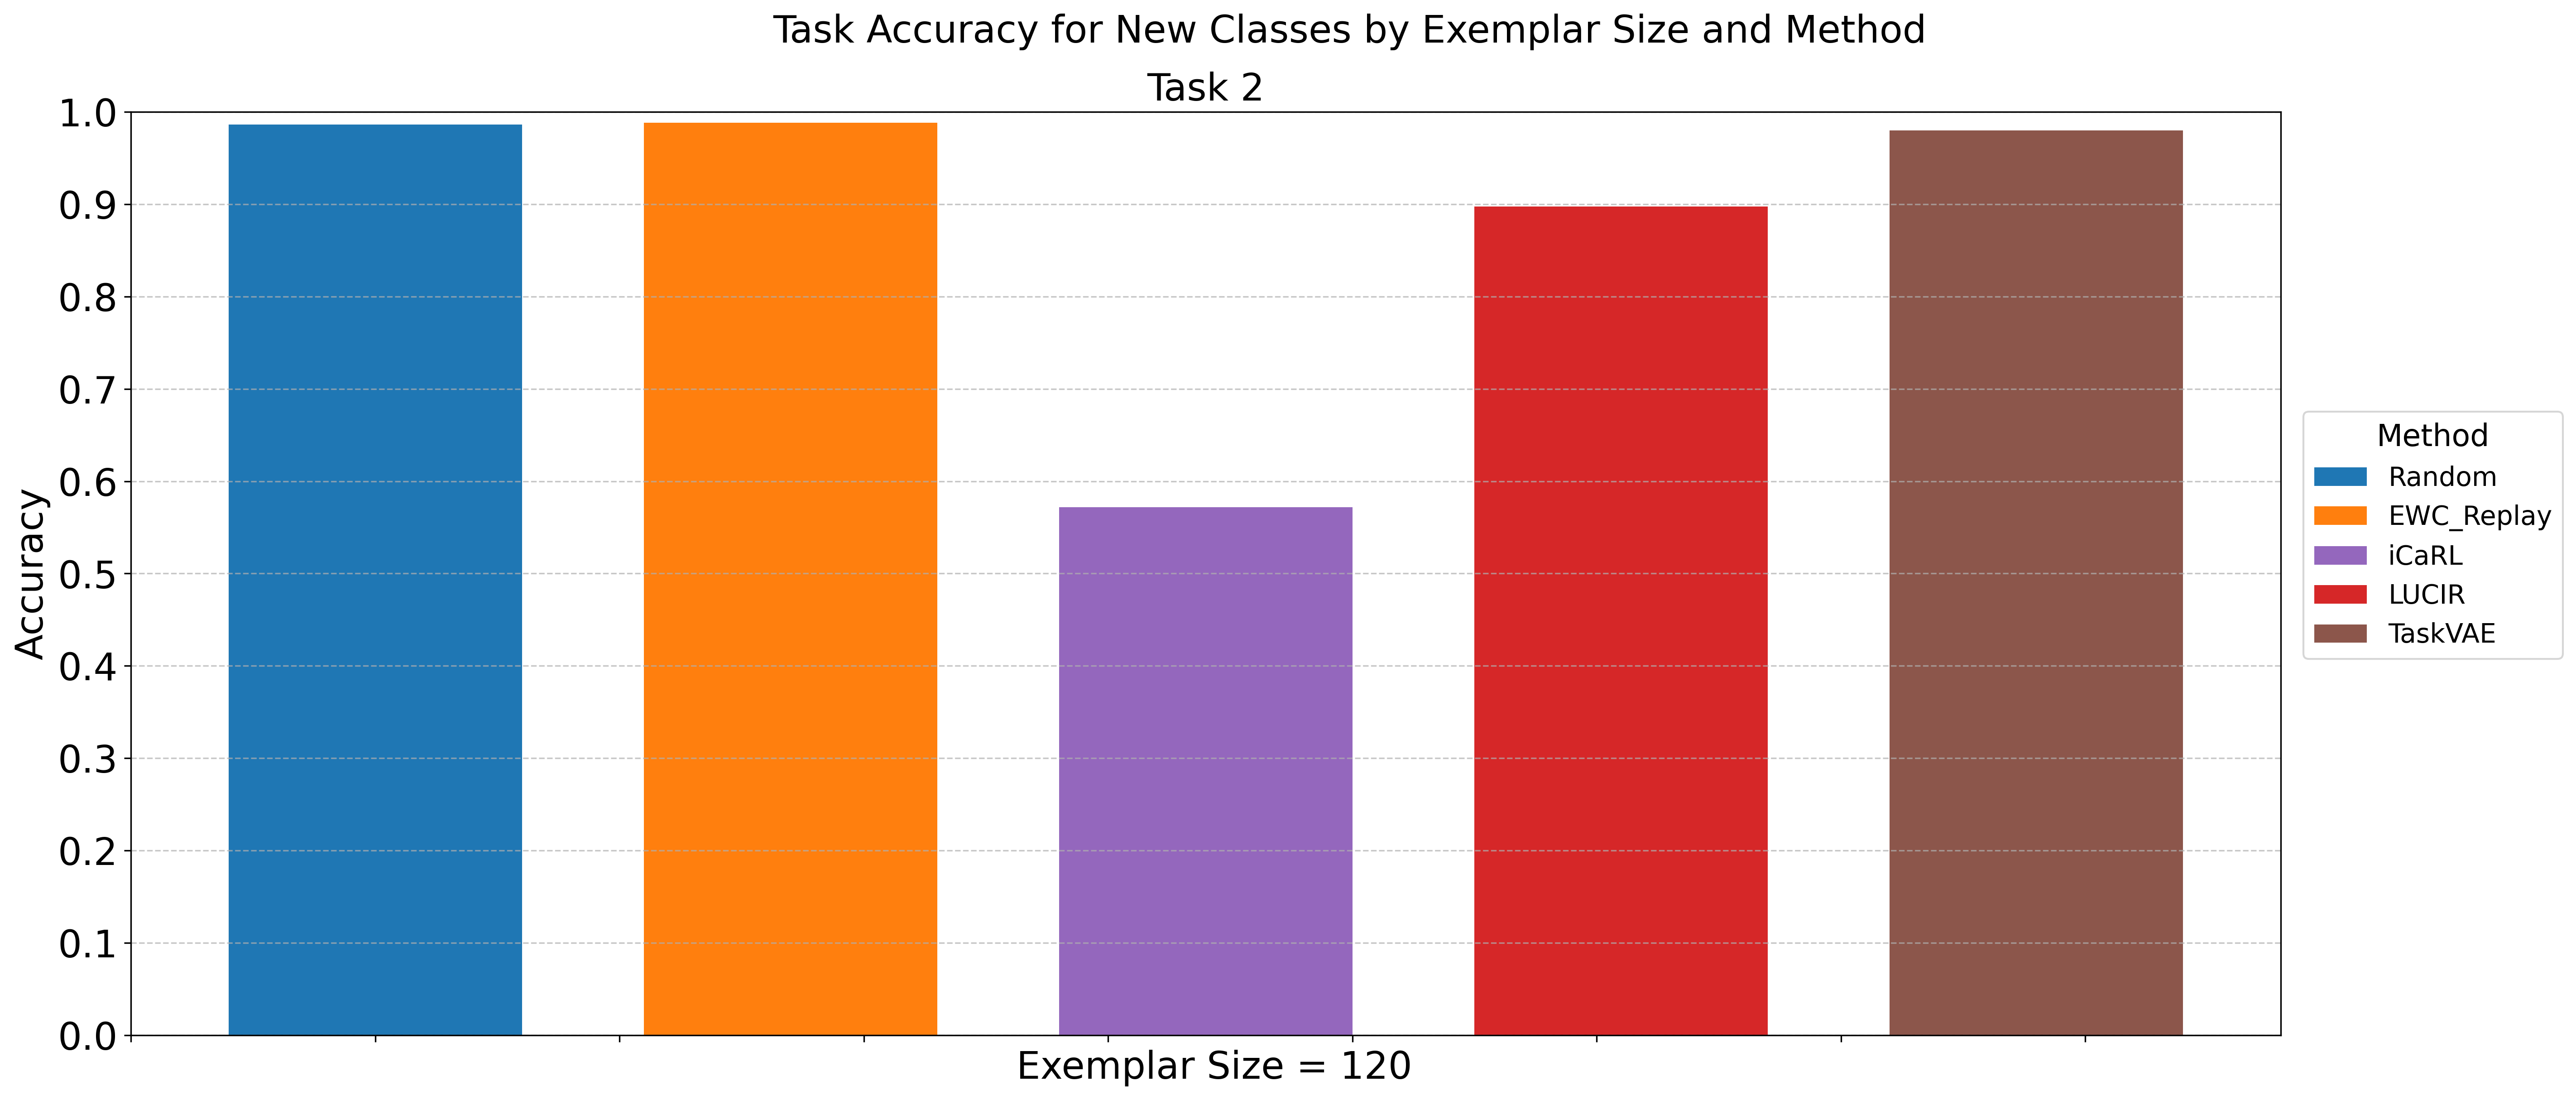 Task Accuracy for New Classes by Exemplar Size and Method
Task 2
1.0
0.9
0.8
0.7
0.6
0.5
0.4
0.3
0.2
0.1
0.0
Accuracy
Exemplar Size = 120
Method
Random
EWC_Replay
iCaRL
LUCIR
TaskVAE